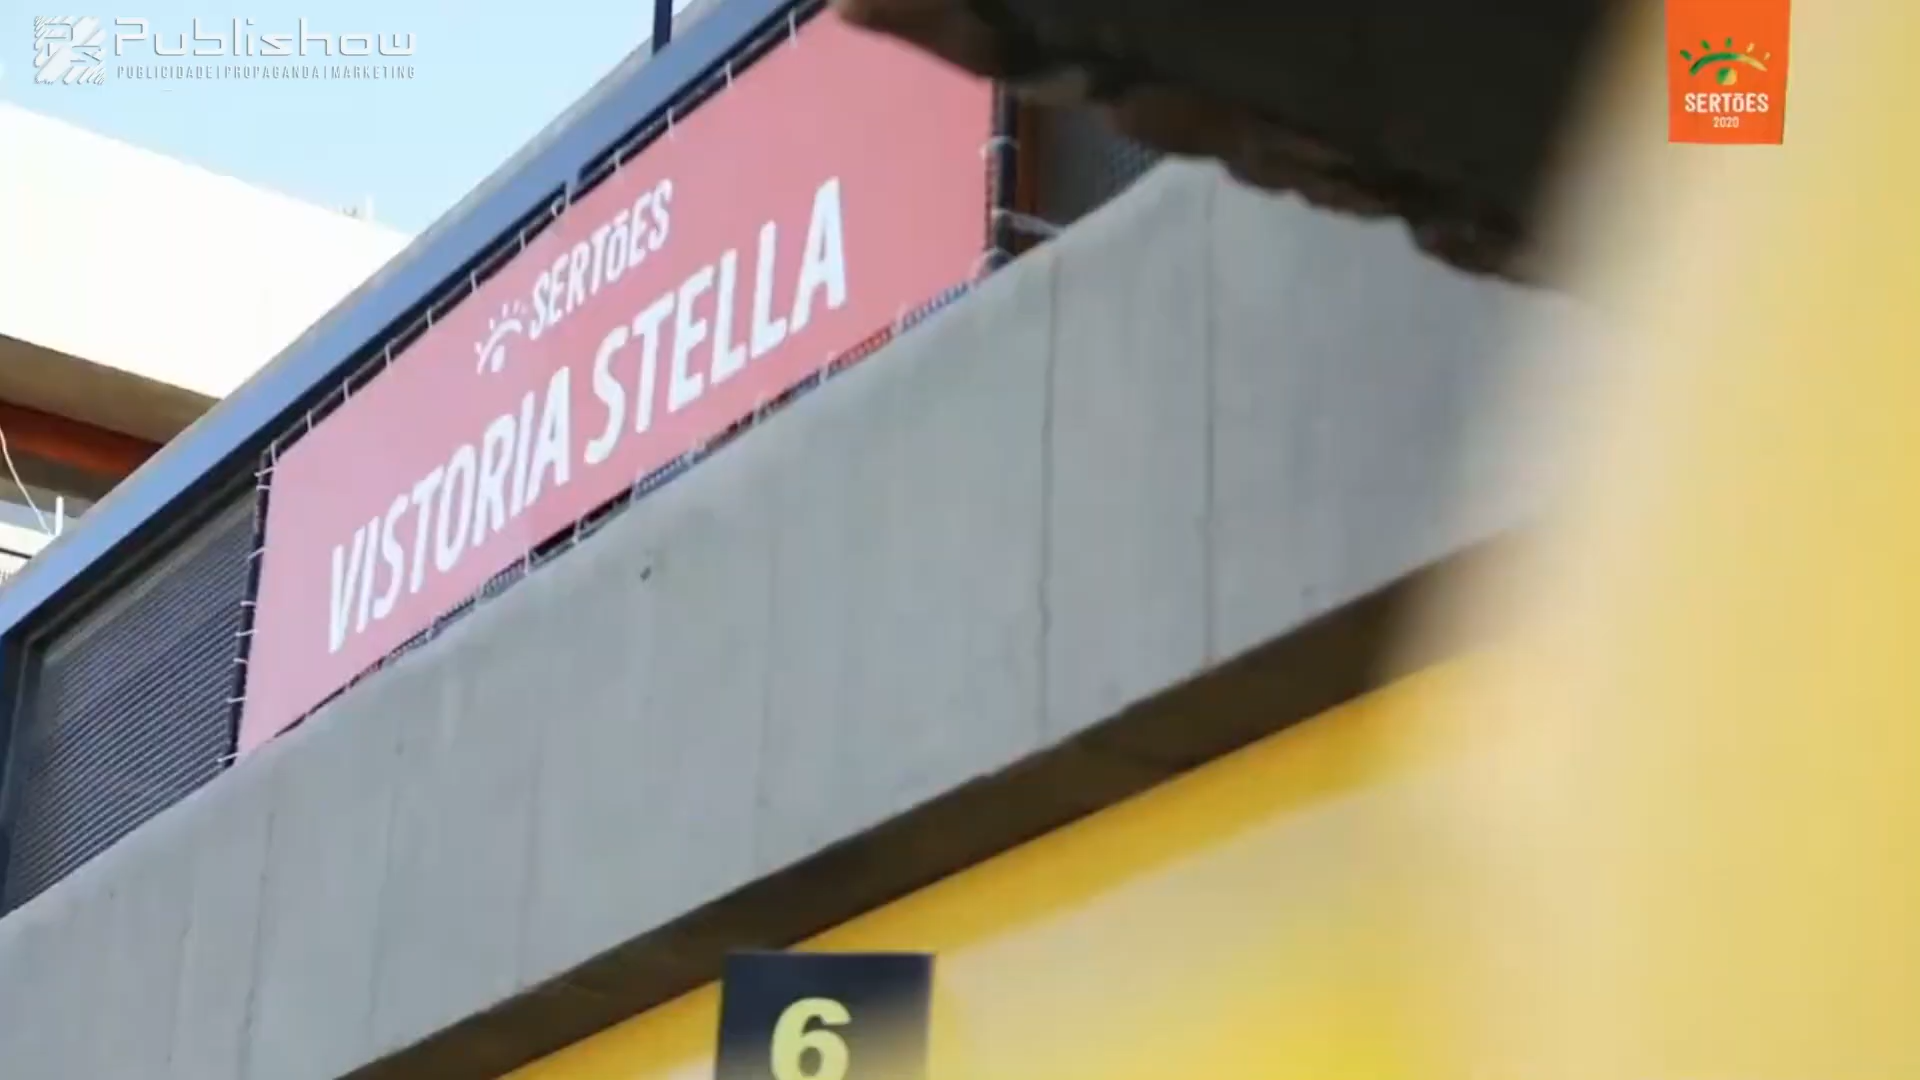 Publishow
PUBLICIDADE | PROPAGANDA | MARKETING
SERTÕES
2020
SERTÕES
VISTORIA STELLA
6